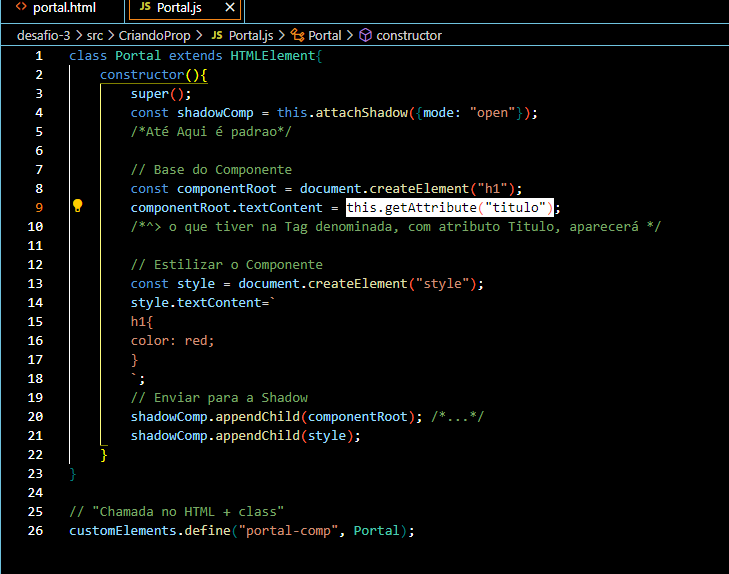 <> portal.html JS Portal.js ✕
desafio-3 > src > CriandoProp > JS Portal.js > Portal > constructor
1 class Portal extends HTMLElement{
2 constructor(){
3 super();
4 const shadowComp = this.attachShadow({mode: "open"});
5 /*Até Aqui é padrao*/
6
7 // Base do Componente
8 const componentRoot = document.createElement("h1");
9 componentRoot.textContent = this.getAttribute("titulo");
10 /*^> o que tiver na Tag denominada, com atributo Titulo, aparecerá */
11
12 // Estilizar o Componente
13 const style = document.createElement("style");
14 style.textContent=`
15 h1{
16 color: red;
17 }
18 `;
19 // Enviar para a Shadow
20 shadowComp.appendChild(componentRoot); /*...*/
21 shadowComp.appendChild(style);
22 }
23 }
24
25 // "Chamada no HTML + class"
26 customElements.define("portal-comp", Portal);